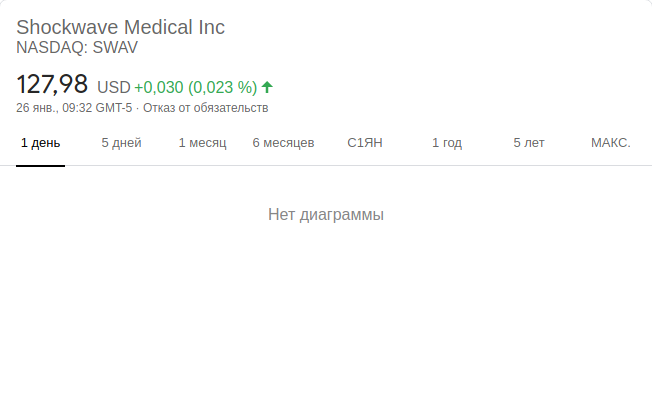 Shockwave Medical Inc
NASDAQ: SWAV
127,98 USD +0,030 (0,023 %)
26 янв., 09:32 GMT-5 · Отказ от обязательств
1 день 5 дней 1 месяц 6 месяцев С1ЯН 1 год 5 лет МАКС.
Нет диаграммы